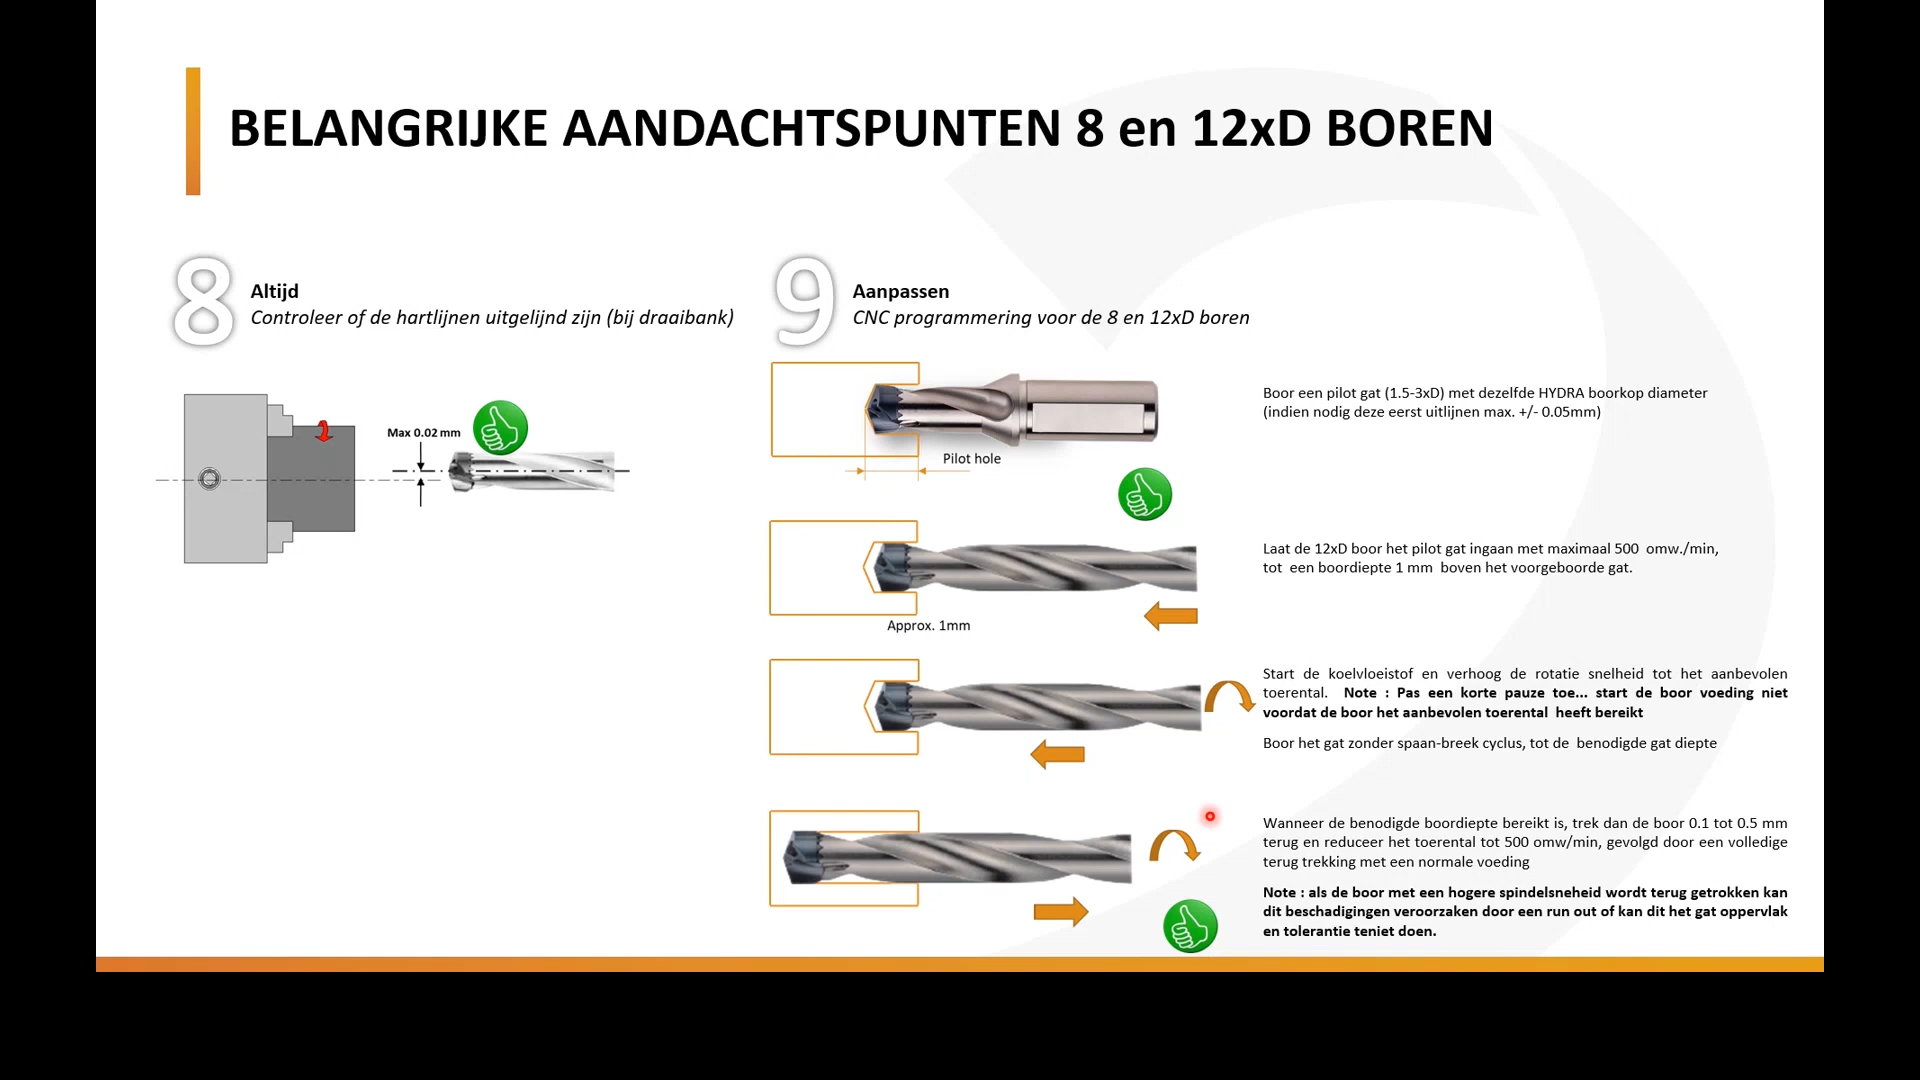 BELANGRIJKE AANDACHTSPUNTEN 8 en 12xD BOREN
8
Altijd
Controleer of de hartlijnen uitgelijnd zijn (bij draaibank)
Max 0.02 mm
9
Aanpassen
CNC programmering voor de 8 en 12xD boren
Pilot hole
Boor een pilot gat (1.5-3xD) met dezelfde HYDRA boorkop diameter
(indien nodig deze eerst uitlijnen max. +/- 0.05mm)
Approx. 1mm
Laat de 12xD boor het pilot gat ingaan met maximaal 500 omw./min,
tot een boordiepte 1 mm boven het voorgeboorde gat.
Start de koelvloeistof en verhoog de rotatie snelheid tot het aanbevolen
toerental. Note : Pas een korte pauze toe... start de boor voeding niet
voordat de boor het aanbevolen toerental heeft bereikt
Boor het gat zonder spaan-breek cyclus, tot de benodigde gat diepte
Wanneer de benodigde boordiepte bereikt is, trek dan de boor 0.1 tot 0.5 mm
terug en reduceer het toerental tot 500 omw/min, gevolgd door een volledige
terug trekking met een normale voeding
Note : als de boor met een hogere spindelsneheid wordt terug getrokken kan
dit beschadigingen veroorzaken door een run out of kan dit het gat oppervlak
en tolerantie teniet doen.